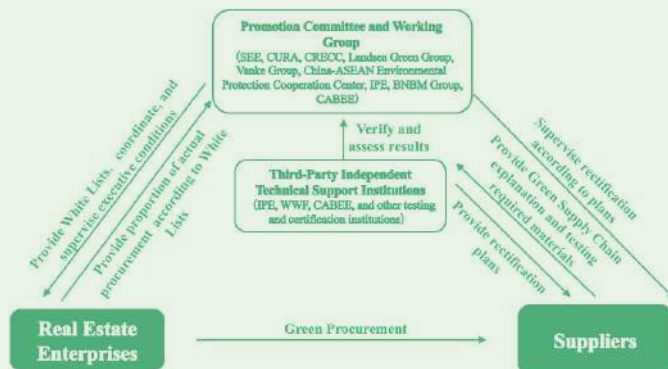 Promotion Committee and Working
Group
(SEE, CURA, CRECC, Landsea Green Group,
Vanke Group, China-ASEAN Environmental
Protection Cooperation Center, IPE, BNBM Group,
CABEE)
Verify and
assess results
Third-Party Independent
Technical Support Institutions
(IPE, WWF, CABEE, and other testing
and certification institutions)
Provide White Lists, coordinate, and
supervise executive conditions
Provide proportion of actual
procurement according to White
Lists
Supervise rectification
according to plans
Provide Green Supply Chain
explanation and testing
required materials
Provide rectification
plans
Real Estate
Enterprises
Green Procurement
Suppliers